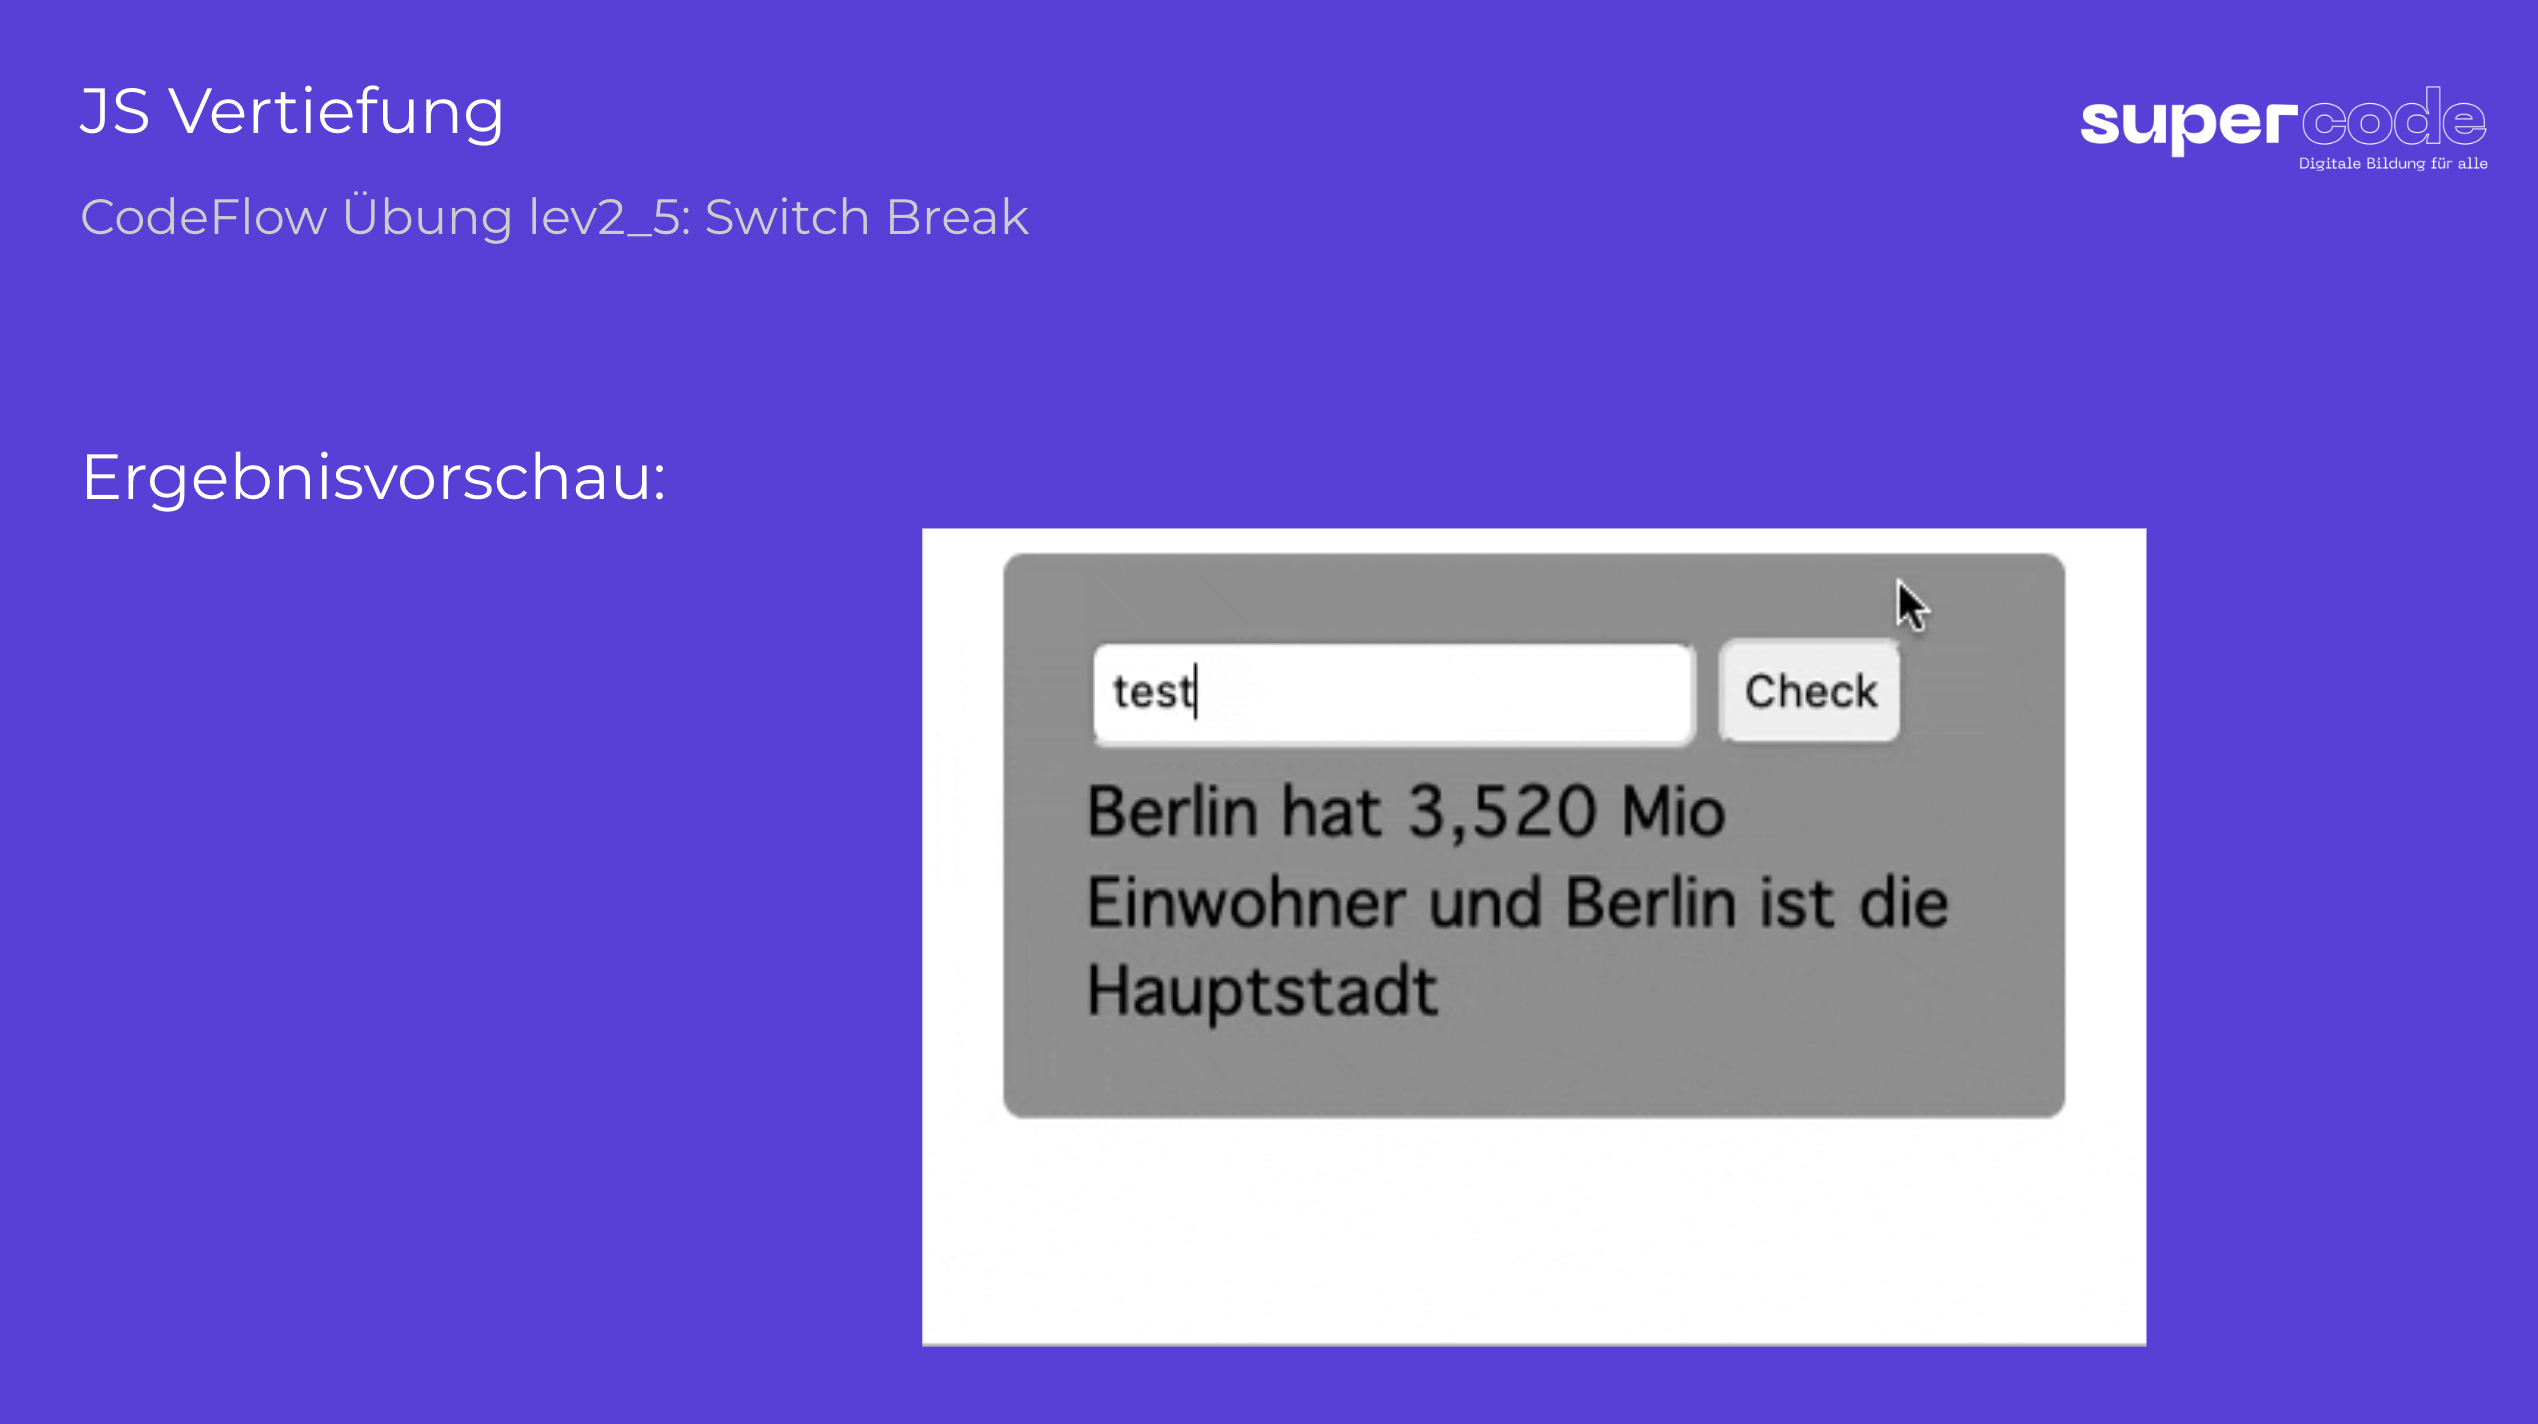 JS Vertiefung
supercode
Digitale Bildung für alle
CodeFlow Übung lev2_5: Switch Break
Ergebnisvorschau:
test
Check
Berlin hat 3,520 Mio
Einwohner und Berlin ist die
Hauptstadt